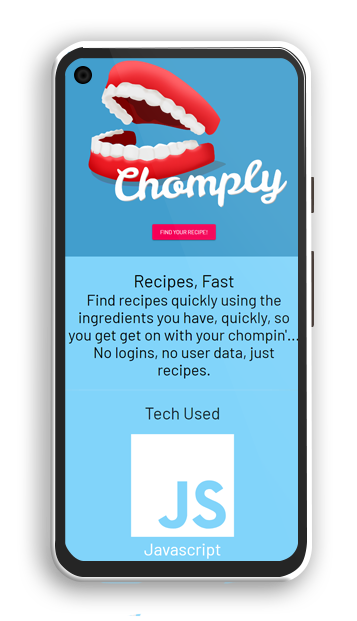 Chomply
FIND YOUR RECIPE!
Recipes, Fast
Find recipes quickly using the
ingredients you have, quickly, so
you get get on with your chompin'...
No logins, no user data, just
recipes.
Tech Used
JS
Javascript